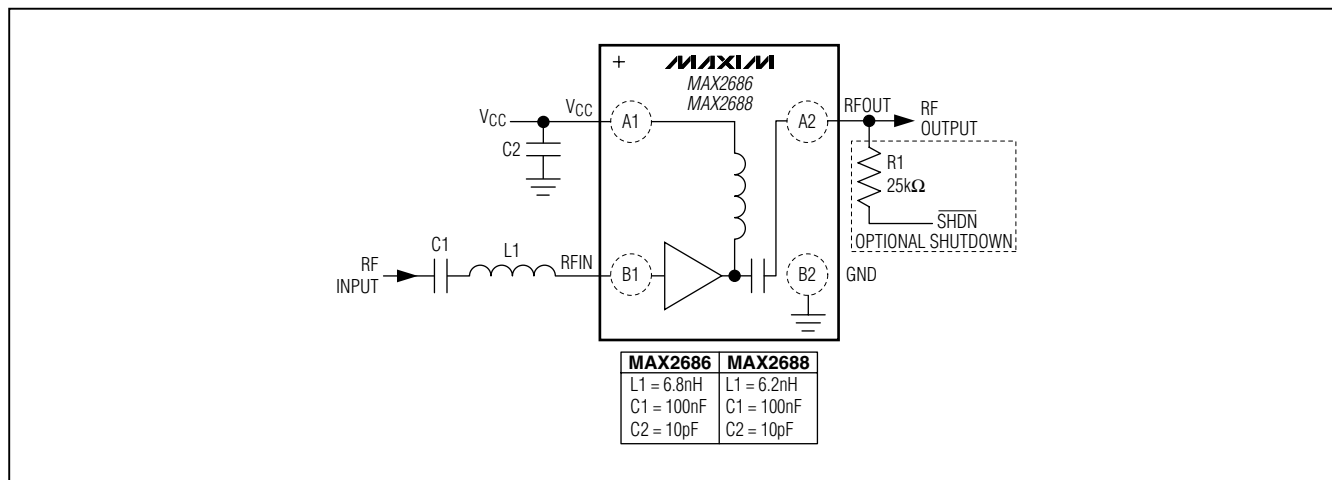 +
MAXIM
MAX2686
MAX2688
VCC
VCC
A1
C2
A2
RFOUT
RF
OUTPUT
R1
25kΩ
SHDN
OPTIONAL SHUTDOWN
RF
INPUT
C1
L1
RFIN
B1
B2
GND
MAX2686 MAX2688
L1 = 6.8nH L1 = 6.2nH
C1 = 100nF C1 = 100nF
C2 = 10pF C2 = 10pF